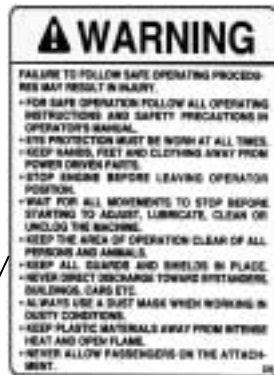 WARNING
FAILURE TO FOLLOW SAFE OPERATING PROCEDU-
RES MAY RESULT IN INJURY.
• FOR SAFE OPERATION FOLLOW ALL OPERATING
INSTRUCTIONS AND SAFETY PRECAUTIONS IN
OPERATOR'S MANUAL.
• EYE PROTECTION MUST BE WORN AT ALL TIMES.
• KEEP HANDS, FEET AND CLOTHING AWAY FROM
POWER DRIVEN PARTS.
• STOP ENGINE BEFORE LEAVING OPERATOR
POSITION.
• WAIT FOR ALL MOVEMENTS TO STOP BEFORE
STARTING TO ADJUST, LUBRICATE, CLEAN OR
UNCLOG THE MACHINE.
• KEEP THE AREA OF OPERATION CLEAR OF ALL
PERSONS AND ANIMALS.
• KEEP ALL GUARDS AND SHIELDS IN PLACE.
• NEVER DIRECT DISCHARGE TOWARD BYSTANDERS,
BUILDINGS, CARS ETC.
• ALWAYS USE A DUST MASK WHEN WORKING IN
DUSTY CONDITIONS.
• KEEP PLASTIC MATERIALS AWAY FROM INTENSE
HEAT AND OPEN FLAME.
• NEVER ALLOW PASSENGERS ON THE ATTACH-
MENT.